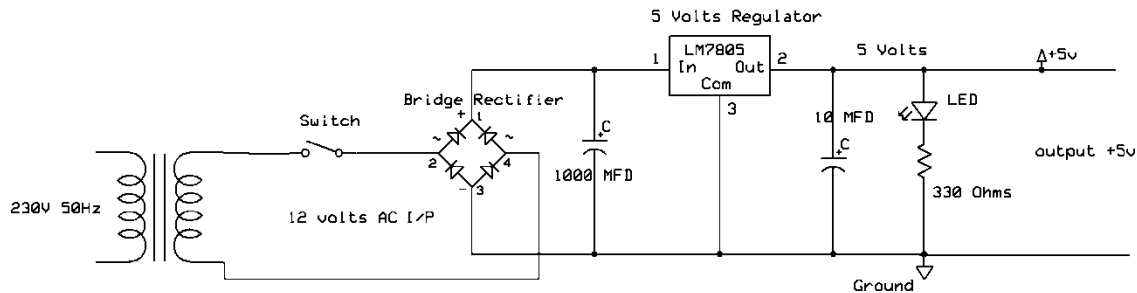 5 Volts Regulator
LM7805
1 In Out 2
Com
3
5 Volts
+5v
Bridge Rectifier
Switch
+ 1
~ ~
2 4
- 3
+ C
1000 MFD
10 MFD
+ C
LED
330 Ohms
output +5v
230V 50Hz
12 volts AC I/P
Ground